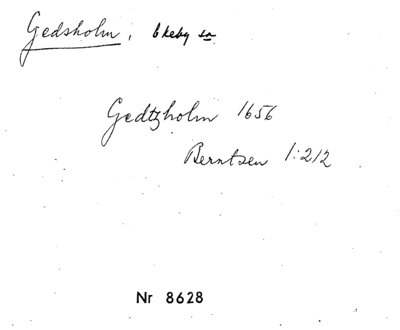 Gedsholm, Ekeby sn
Gedtzholm 1656
Berntsen 1:212
Nr 8628